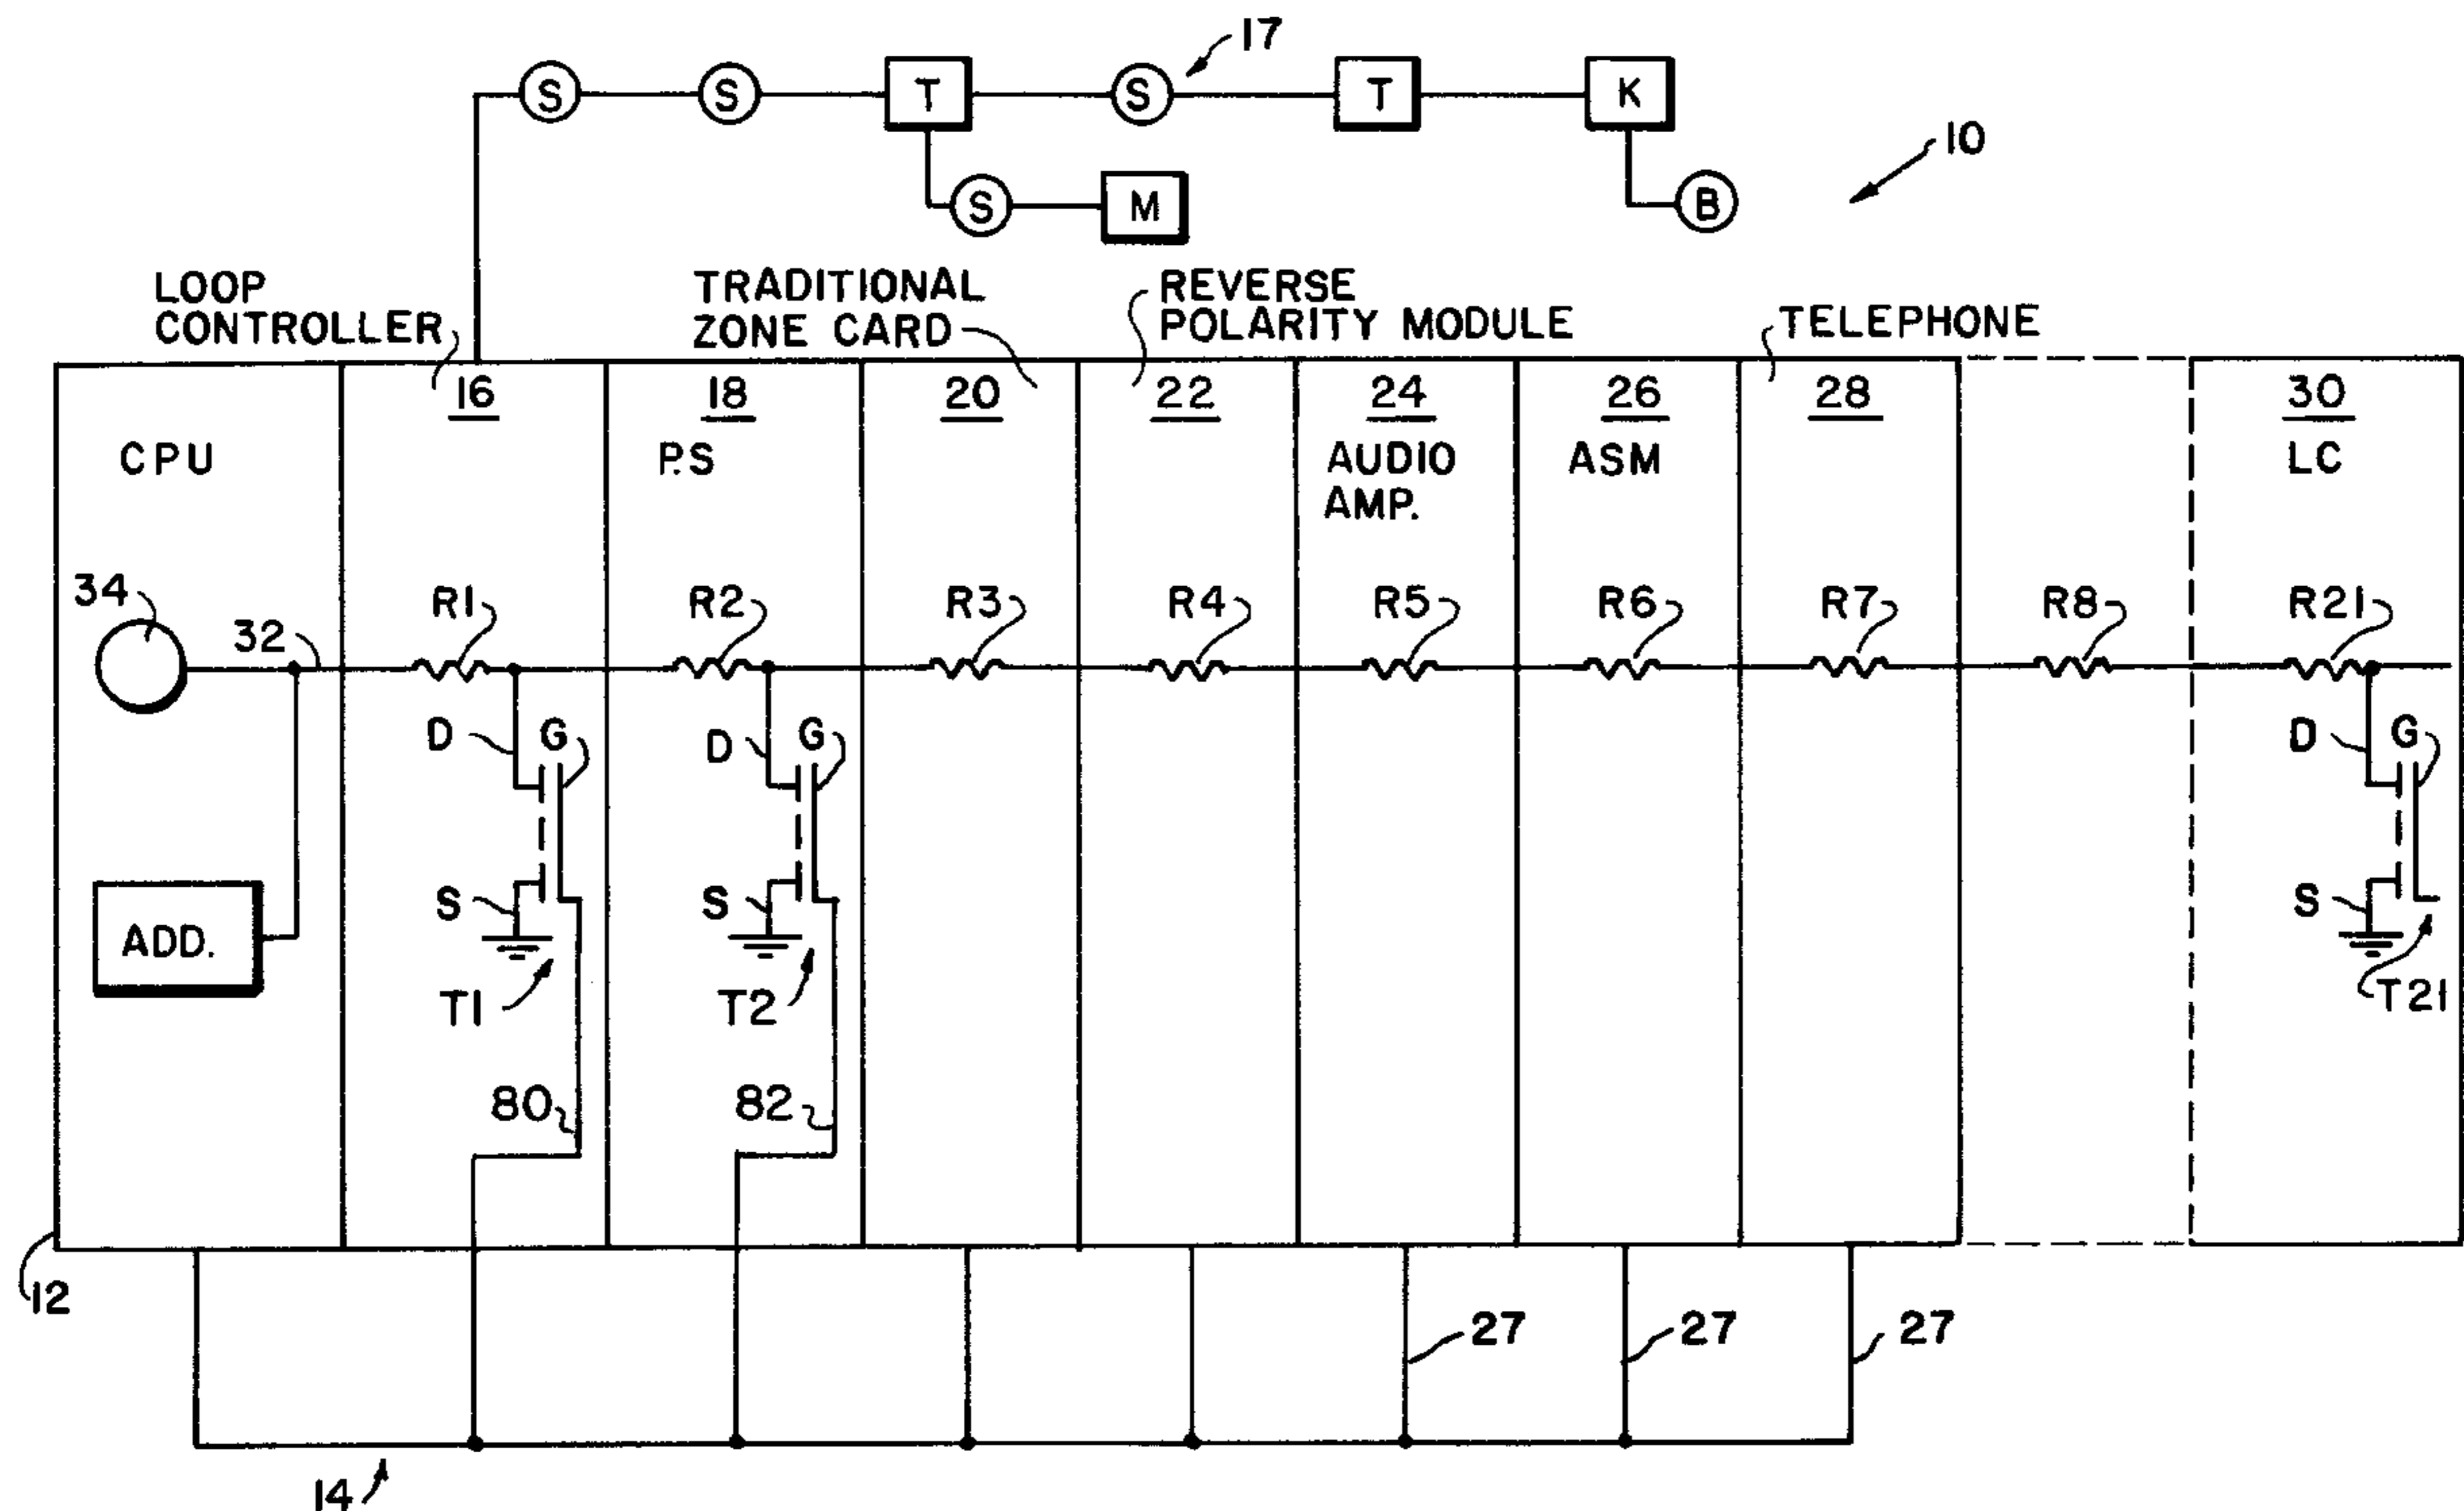 17
S S T S T K
10
S M B
LOOP
CONTROLLER
TRADITIONAL
ZONE CARD
REVERSE
POLARITY MODULE
TELEPHONE
16 18 20 22 24 26 28 30
CPU P.S AUDIO
AMP. ASM LC
34 32 R1 R2 R3 R4 R5 R6 R7 R8 R21
D G D G D G
ADD. S S S
T1 T2 T21
80 82
12
27 27 27
14